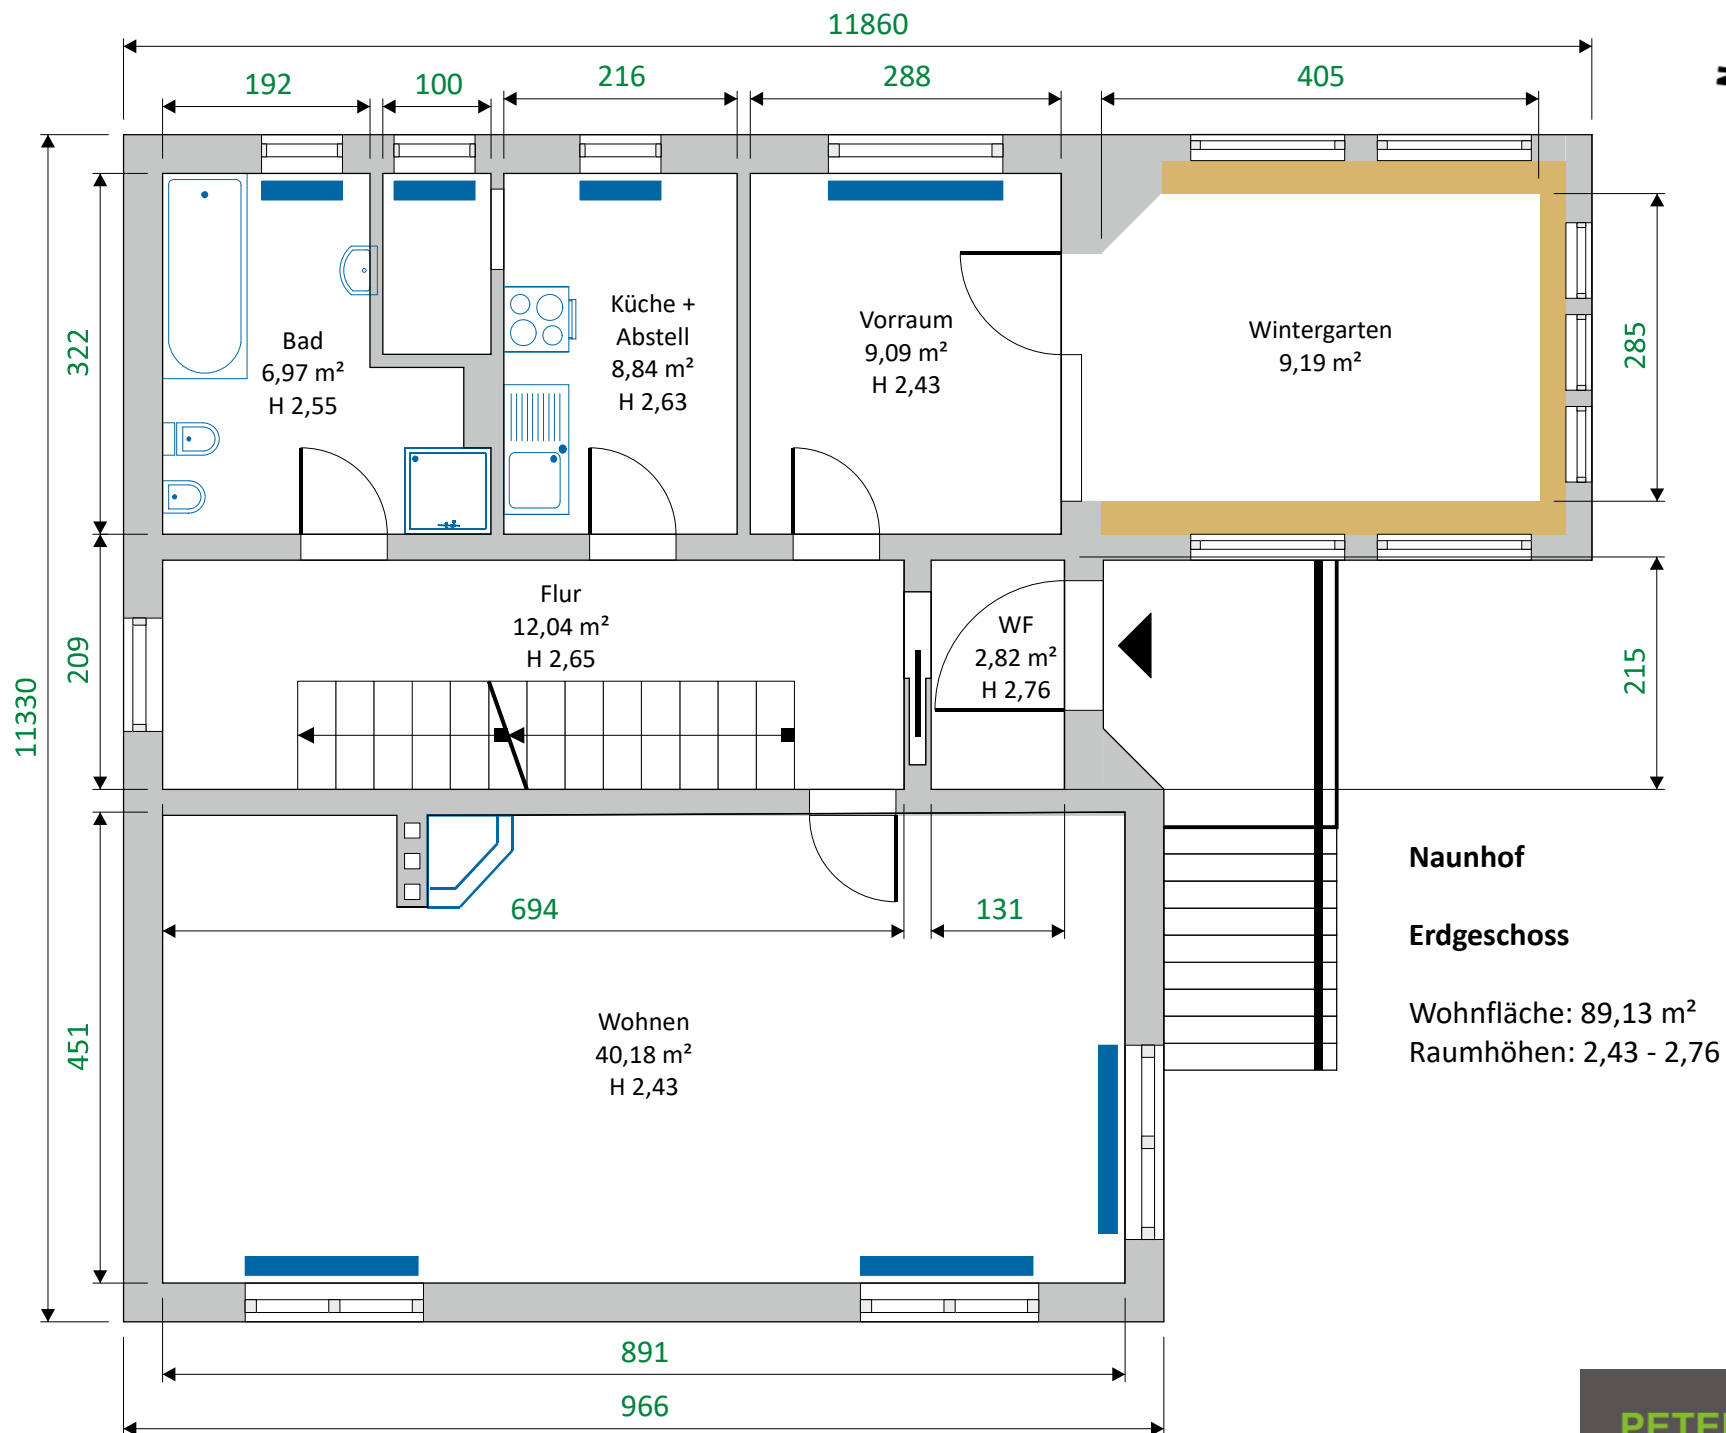 11860
192
100
216
288
405
322
209
11330
451
285
215
Bad
6,97 m²
H 2,55
Küche +
Abstell
8,84 m²
H 2,63
Vorraum
9,09 m²
H 2,43
Wintergarten
9,19 m²
Flur
12,04 m²
H 2,65
WF
2,82 m²
H 2,76
694
131
Wohnen
40,18 m²
H 2,43
Naunhof
Erdgeschoss
Wohnfläche: 89,13 m²
Raumhöhen: 2,43 - 2,76
891
966